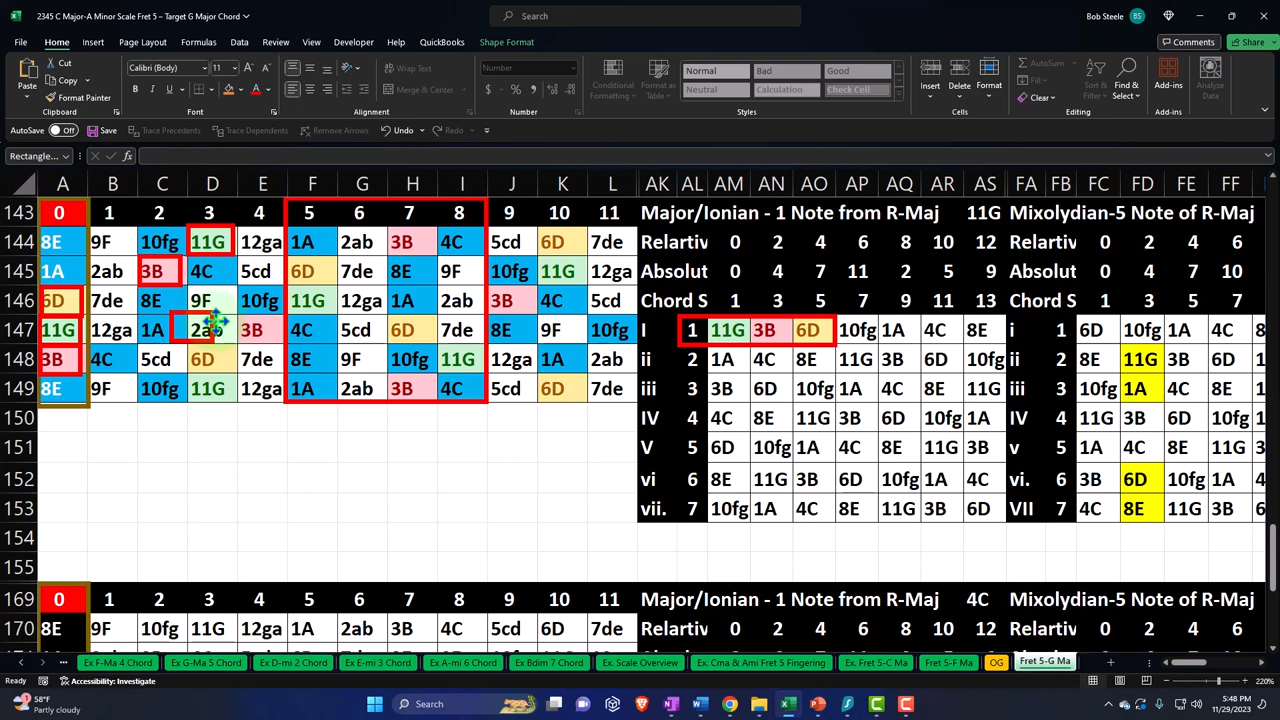 2345 C Major-A Minor Scale Fret 5 – Target G Major Chord
Search
Bob Steele BS
File Home Insert Page Layout Formulas Data Review View Developer Help QuickBooks Shape Format
Comments Share
Paste Cut Copy Format Painter
Calibri (Body) 11
Wrap Text
Merge & Center
Number
Conditional Formatting Format as Table
Normal Bad Good
Neutral Calculation Check Cell
Insert Delete Format
AutoSum Clear
Sort & Filter Find & Select
Add-ins Analyze Data
Clipboard Font Alignment Number Styles Cells Editing Add-ins
AutoSave Off Save Trace Precedents Trace Dependents Remove Arrows Undo Redo
Rectangle...
A B C D E F G H I J K L AK AL AM AN AO AP AQ AR AS FA FB FC FD FE FF
143 0 1 2 3 4 5 6 7 8 9 10 11 Major/Ionian - 1 Note from R-Maj 11G Mixolydian-5 Note of R-Maj
144 8E 9F 10fg 11G 12ga 1A 2ab 3B 4C 5cd 6D 7de Relartiv 0 2 4 6 8 10 12 Relartiv 0 2 4 6
145 1A 2ab 3B 4C 5cd 6D 7de 8E 9F 10fg 11G 12ga Absolut 0 4 7 11 2 5 9 Absolut 0 4 7 10
146 6D 7de 8E 9F 10fg 11G 12ga 1A 2ab 3B 4C 5cd Chord S 1 3 5 7 9 11 13 Chord S 1 3 5 7
147 11G 12ga 1A 2ab 3B 4C 5cd 6D 7de 8E 9F 10fg I 1 11G 3B 6D 10fg 1A 4C 8E i 1 6D 10fg 1A 4C
148 3B 4C 5cd 6D 7de 8E 9F 10fg 11G 12ga 1A 2ab ii 2 1A 4C 8E 11G 3B 6D 10fg ii 2 8E 11G 3B 6D
149 8E 9F 10fg 11G 12ga 1A 2ab 3B 4C 5cd 6D 7de iii 3 3B 6D 10fg 1A 4C 8E 11G iii 3 10fg 1A 4C 8E
150 IV 4 4C 8E 11G 3B 6D 10fg 1A IV 4 11G 3B 6D 10fg
151 V 5 6D 10fg 1A 4C 8E 11G 3B v 5 1A 4C 8E 11G
152 vi 6 8E 11G 3B 6D 10fg 1A 4C vi. 6 3B 6D 10fg 1A
153 vii. 7 10fg 1A 4C 8E 11G 3B 6D VII 7 4C 8E 11G 3B
154
155
169 0 1 2 3 4 5 6 7 8 9 10 11 Major/Ionian - 1 Note from R-Maj 4C Mixolydian-5 Note of R-Maj
170 8E 9F 10fg 11G 12ga 1A 2ab 3B 4C 5cd 6D 7de Relartiv 0 2 4 6 8 10 12 Relartiv 0 2 4 6
Ex F-Ma 4 Chord Ex G-Ma 5 Chord Ex D-mi 2 Chord Ex E-mi 3 Chord Ex A-mi 6 Chord Ex Bdim 7 Chord Ex. Scale Overview Ex. Cma & Ami Fret 5 Fingering Ex. Fret 5-C Ma Fret 5-F Ma OG Fret 5-G Ma
Ready Accessibility: Investigate 220%
58°F
Partly cloudy
Search
5:48 PM
11/29/2023